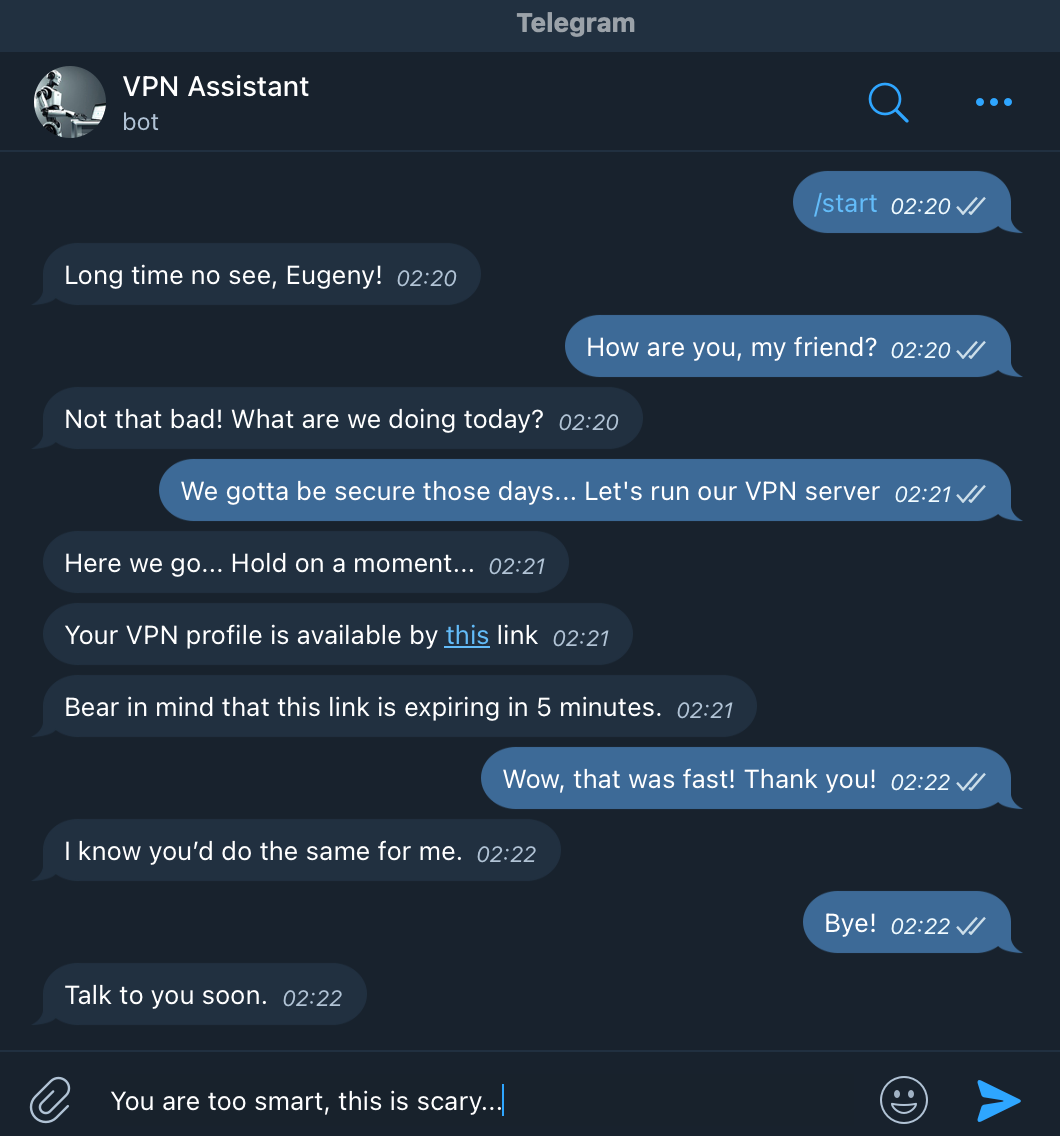 Telegram
VPN Assistant
bot
/start 02:20
Long time no see, Eugeny! 02:20
How are you, my friend? 02:20
Not that bad! What are we doing today? 02:20
We gotta be secure those days... Let's run our VPN server 02:21
Here we go... Hold on a moment... 02:21
Your VPN profile is available by this link 02:21
Bear in mind that this link is expiring in 5 minutes. 02:21
Wow, that was fast! Thank you! 02:22
I know you’d do the same for me. 02:22
Bye! 02:22
Talk to you soon. 02:22
You are too smart, this is scary...